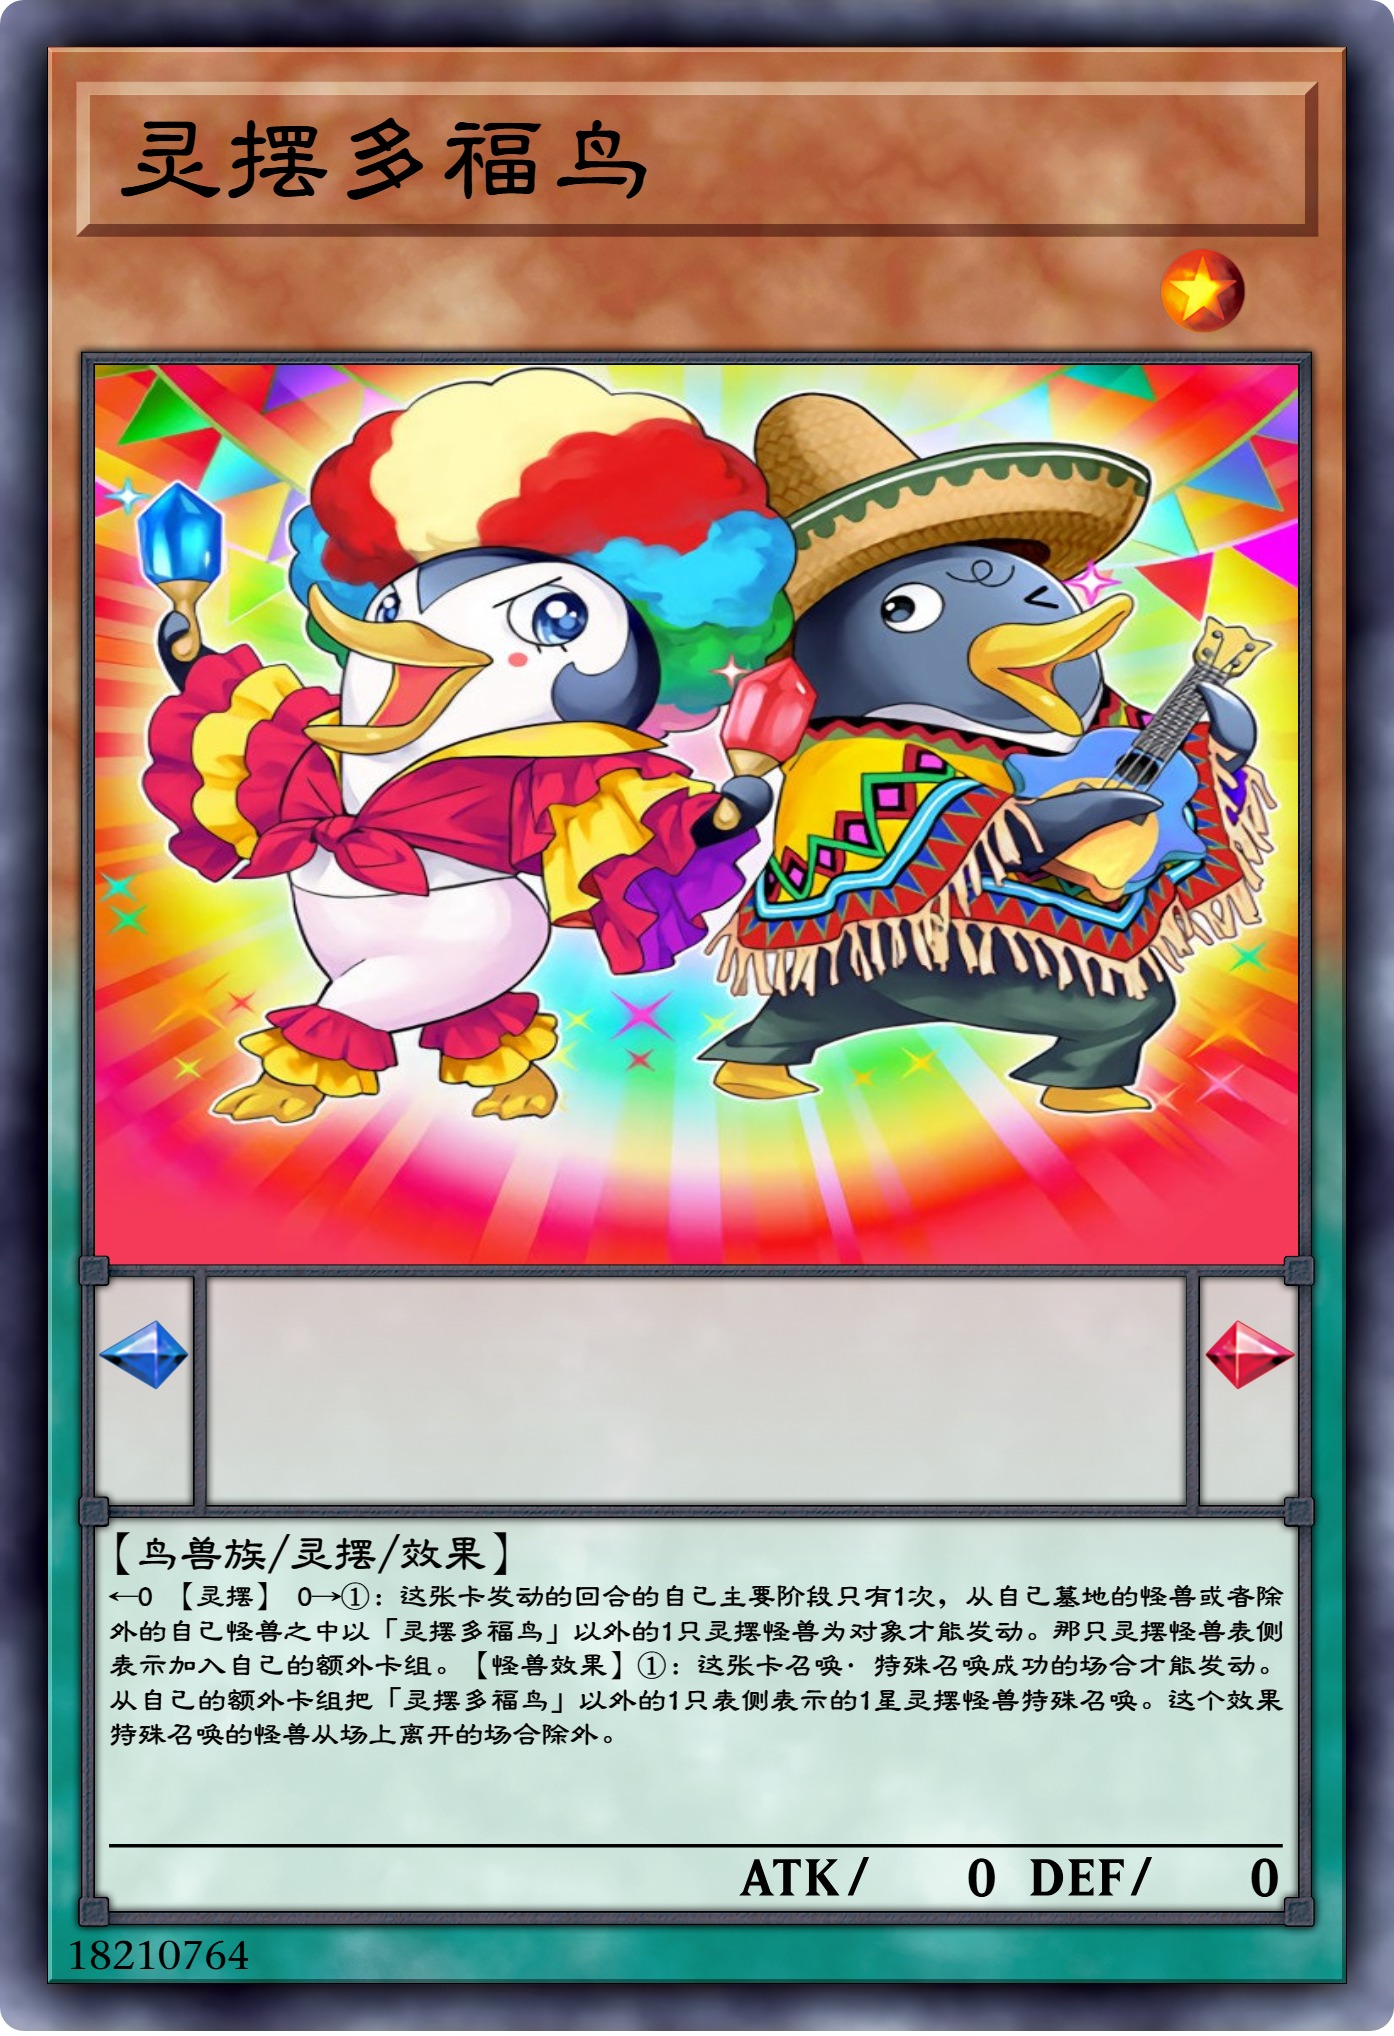 灵摆多福鸟
【鸟兽族/灵摆/效果】
←0 【灵摆】 0→①：这张卡发动的回合的自己主要阶段只有1次，从自己墓地的怪兽或者除
外的自己怪兽之中以「灵摆多福鸟」以外的1只灵摆怪兽为对象才能发动。那只灵摆怪兽表侧
表示加入自己的额外卡组。【怪兽效果】①：这张卡召唤·特殊召唤成功的场合才能发动。
从自己的额外卡组把「灵摆多福鸟」以外的1只表侧表示的1星灵摆怪兽特殊召唤。这个效果
特殊召唤的怪兽从场上离开的场合除外。
ATK/ 0 DEF/ 0
18210764